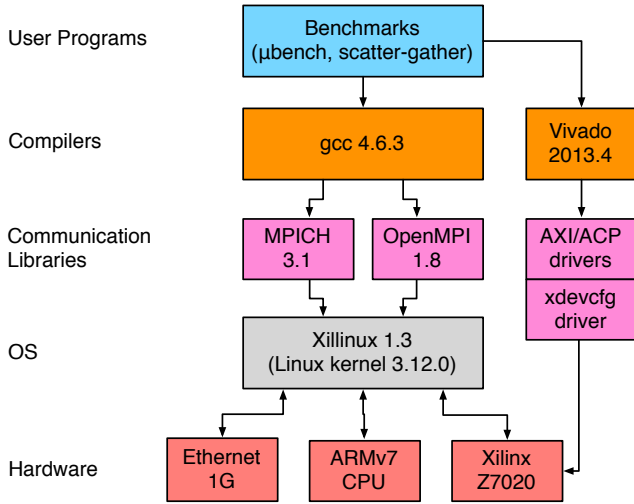 User Programs
Benchmarks
(μbench, scatter-gather)
Compilers
gcc 4.6.3
Vivado
2013.4
Communication
Libraries
MPICH
3.1
OpenMPI
1.8
AXI/ACP
drivers
xdevcfg
driver
OS
Xillinux 1.3
(Linux kernel 3.12.0)
Hardware
Ethernet
1G
ARMv7
CPU
Xilinx
Z7020